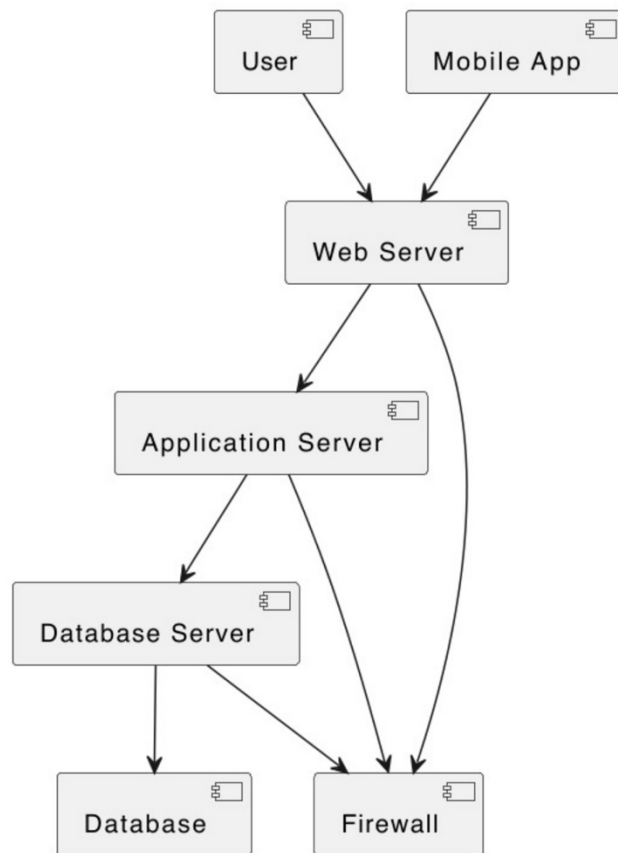 User
Mobile App
Web Server
Application Server
Database Server
Database
Firewall